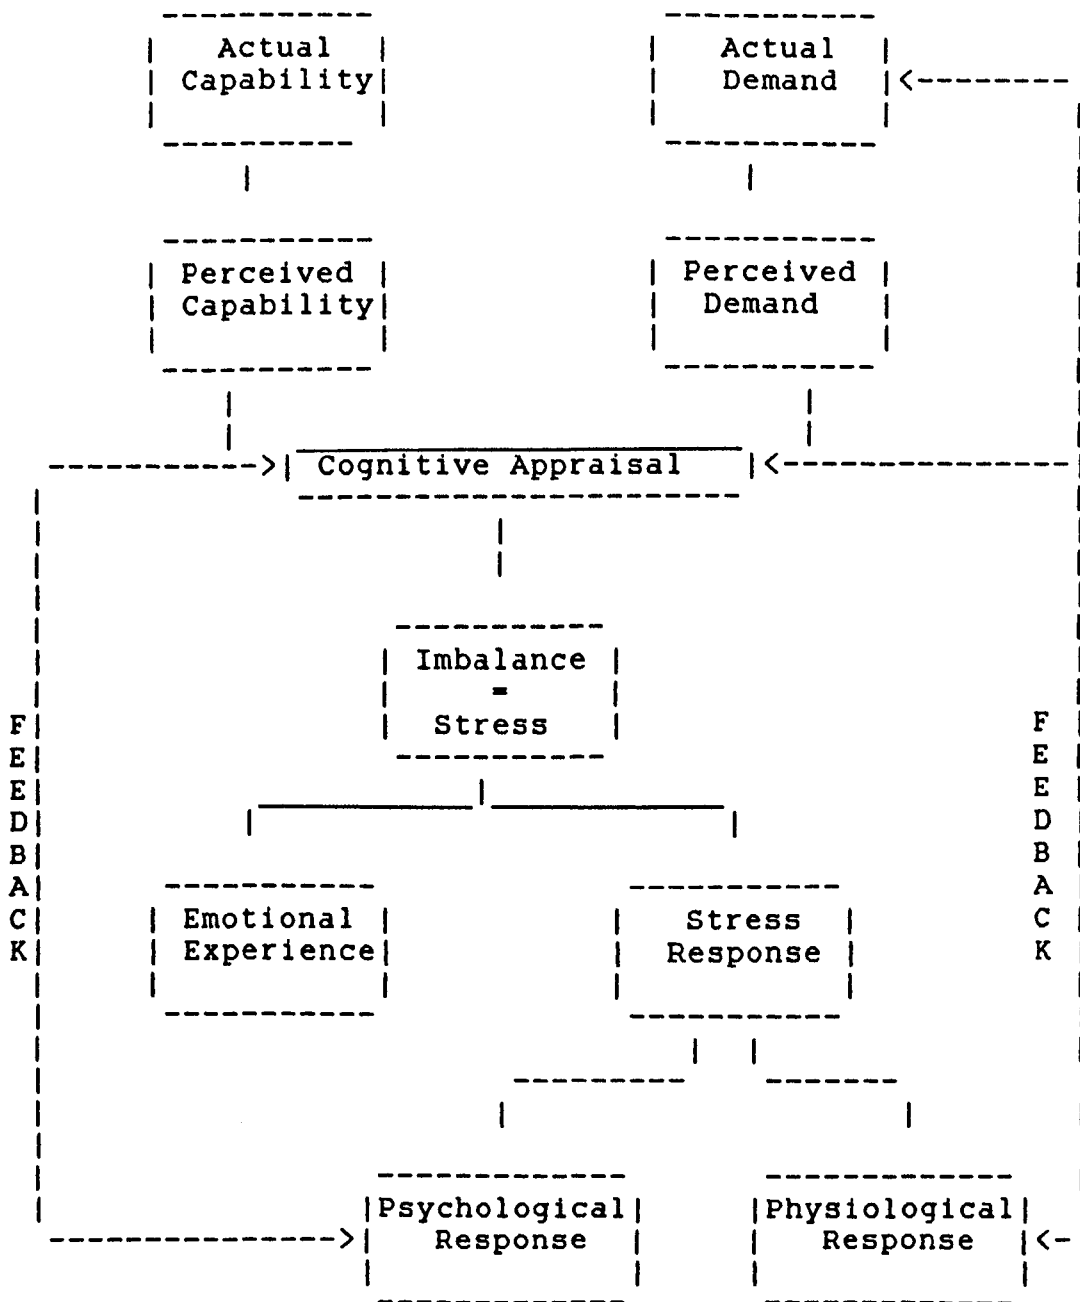 Actual
Capability
Actual
Demand
Perceived
Capability
Perceived
Demand
Cognitive Appraisal
Imbalance
=
Stress
FEEDBACK
FEEDBACK
Emotional
Experience
Stress
Response
Psychological
Response
Physiological
Response